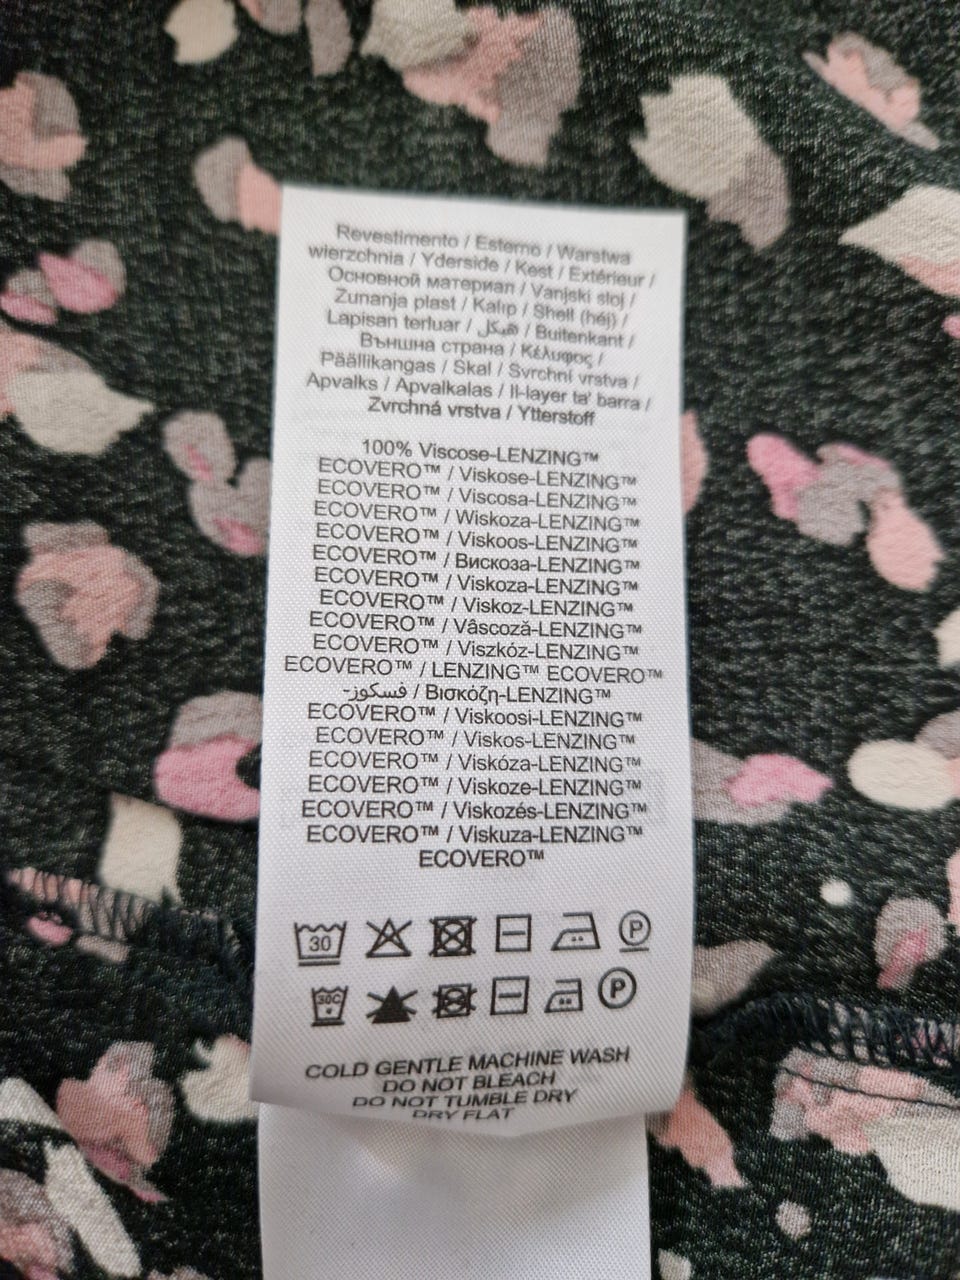 Revestimento / Esterno / Warstwa
wierzchnia / Yderside / Kest / Extérieur /
Основной материал / Vanjski sloj /
Zunanja plast / Kalıp / Shell (héj) /
Lapisan terluar / هيكل / Buitenkant /
Външна страна / Κέλυφος /
Päällikangas / Skal / Svrchní vrstva /
Apvalks / Apvalkalas / Il-layer ta' barra /
Zvrchná vrstva / Ytterstoff
100% Viscose-LENZING™
ECOVERO™ / Viskose-LENZING™
ECOVERO™ / Viscosa-LENZING™
ECOVERO™ / Wiskoza-LENZING™
ECOVERO™ / Viskoos-LENZING™
ECOVERO™ / Вискоза-LENZING™
ECOVERO™ / Viskoza-LENZING™
ECOVERO™ / Viskoz-LENZING™
ECOVERO™ / Vâscoză-LENZING™
ECOVERO™ / Viszkóz-LENZING™
ECOVERO™ / LENZING™ ECOVERO™
-فسكوز / Βισκόζη-LENZING™
ECOVERO™ / Viskoosi-LENZING™
ECOVERO™ / Viskos-LENZING™
ECOVERO™ / Viskóza-LENZING™
ECOVERO™ / Viskoze-LENZING™
ECOVERO™ / Viskozés-LENZING™
ECOVERO™ / Viskuza-LENZING™
ECOVERO™
30 P
30C P
COLD GENTLE MACHINE WASH
DO NOT BLEACH
DO NOT TUMBLE DRY
DRY FLAT